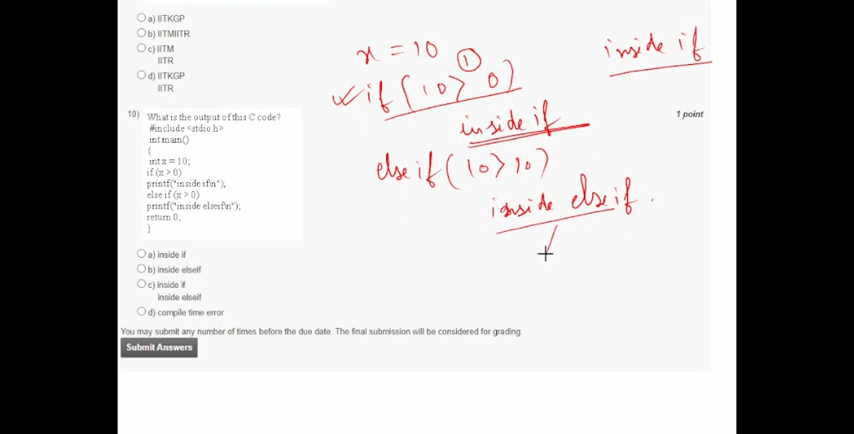 a) IITKGP
b) IITMIITR
c) IITM
IITR
d) IITKGP
IITR
10) What is the output of this C code?
1 point
#include <stdio h>
int main()
{
int x = 10;
if (x > 0)
printf("inside if\n"),
else if (x > 0)
printf("inside elseif\n");
return 0;
}
a) inside if
b) inside elseif
c) inside if
inside elseif
d) compile time error
You may submit any number of times before the due date. The final submission will be considered for grading.
Submit Answers
x = 10
1
if (10 > 0)
inside if
else if (10 > 10)
inside else if.
inside if